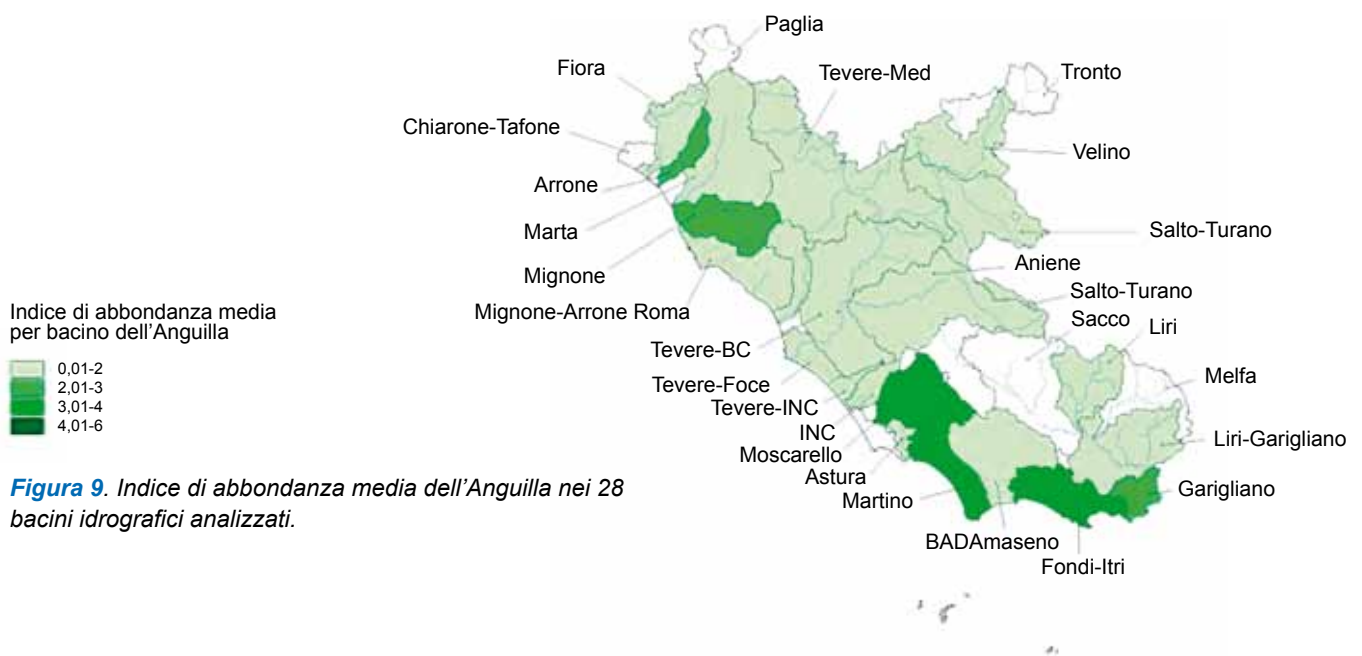 Paglia
Fiora
Tevere-Med
Tronto
Chiarone-Tafone
Velino
Arrone
Marta
Salto-Turano
Mignone
Aniene
Salto-Turano
Mignone-Arrone Roma
Sacco
Liri
Indice di abbondanza media
per bacino dell'Anguilla
0,01-2
2,01-3
3,01-4
4,01-6
Tevere-BC
Melfa
Tevere-Foce
Tevere-INC
INC
Liri-Garigliano
Moscarello
Astura
Martino
Garigliano
BADAmaseno
Fondi-Itri
Figura 9. Indice di abbondanza media dell'Anguilla nei 28
bacini idrografici analizzati.